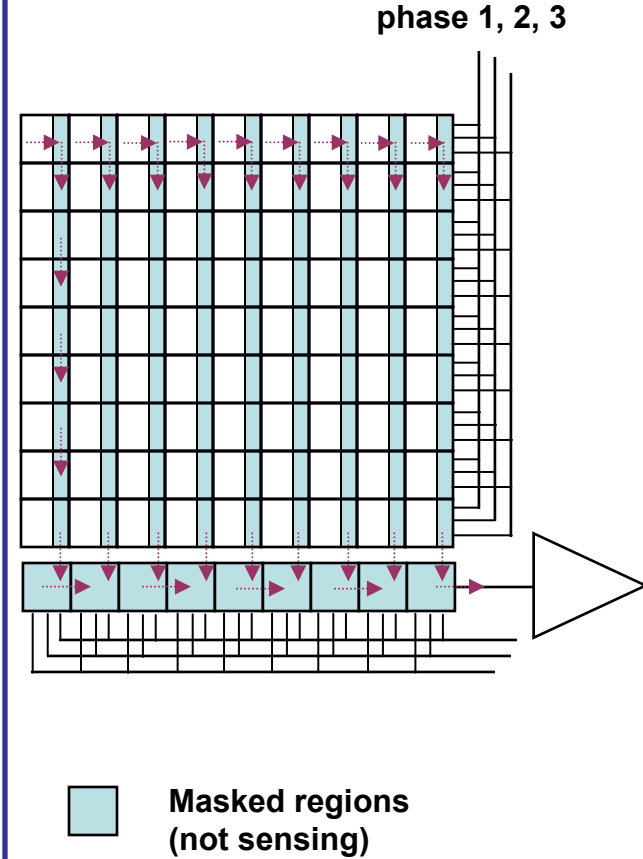 phase 1, 2, 3
Masked regions
(not sensing)